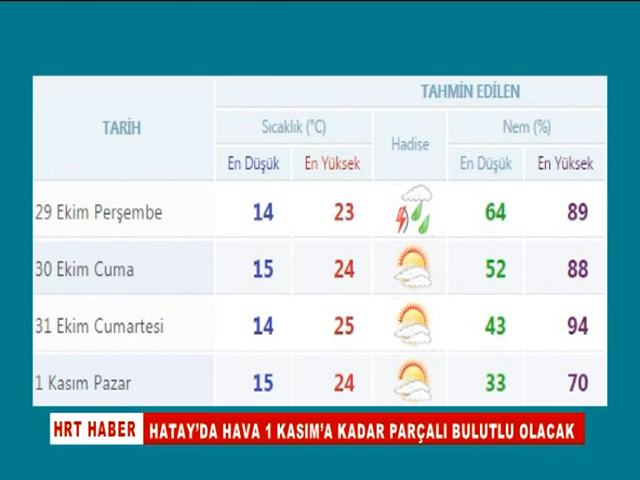 TAHMİN EDİLEN
TARİH
Sıcaklık (°C)
Hadise
Nem (%)
En Düşük
En Yüksek
En Düşük
En Yüksek
29 Ekim Perşembe 14 23 64 89
30 Ekim Cuma 15 24 52 88
31 Ekim Cumartesi 14 25 43 94
1 Kasım Pazar 15 24 33 70
HRT HABER HATAY'DA HAVA 1 KASIM'A KADAR PARÇALI BULUTLU OLACAK